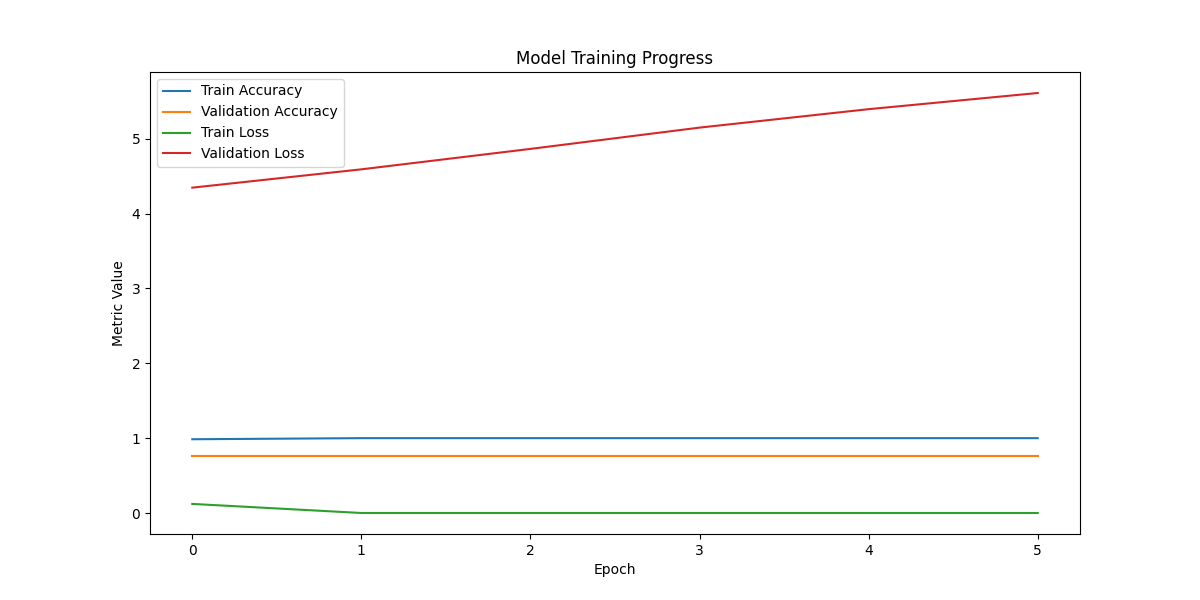 Model Training Progress
Train Accuracy
Validation Accuracy
Train Loss
Validation Loss
5
4
3
2
1
0
Metric Value
0 1 2 3 4 5
Epoch